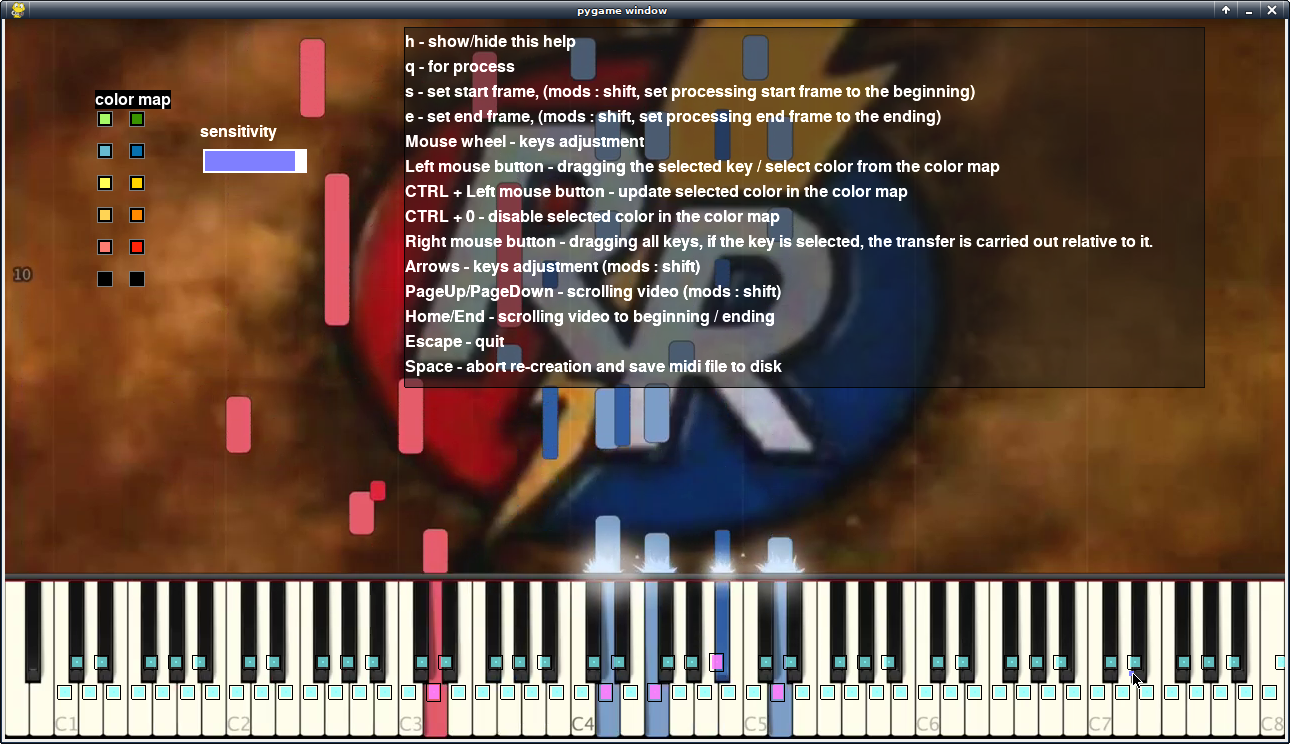 pygame window
h - show/hide this help
q - for process
s - set start frame, (mods : shift, set processing start frame to the beginning)
e - set end frame, (mods : shift, set processing end frame to the ending)
Mouse wheel - keys adjustment
Left mouse button - dragging the selected key / select color from the color map
CTRL + Left mouse button - update selected color in the color map
CTRL + 0 - disable selected color in the color map
Right mouse button - dragging all keys, if the key is selected, the transfer is carried out relative to it.
Arrows - keys adjustment (mods : shift)
PageUp/PageDown - scrolling video (mods : shift)
Home/End - scrolling video to beginning / ending
Escape - quit
Space - abort re-creation and save midi file to disk
color map
sensitivity
10
C1 C2 C3 C4 C5 C6 C7 C8